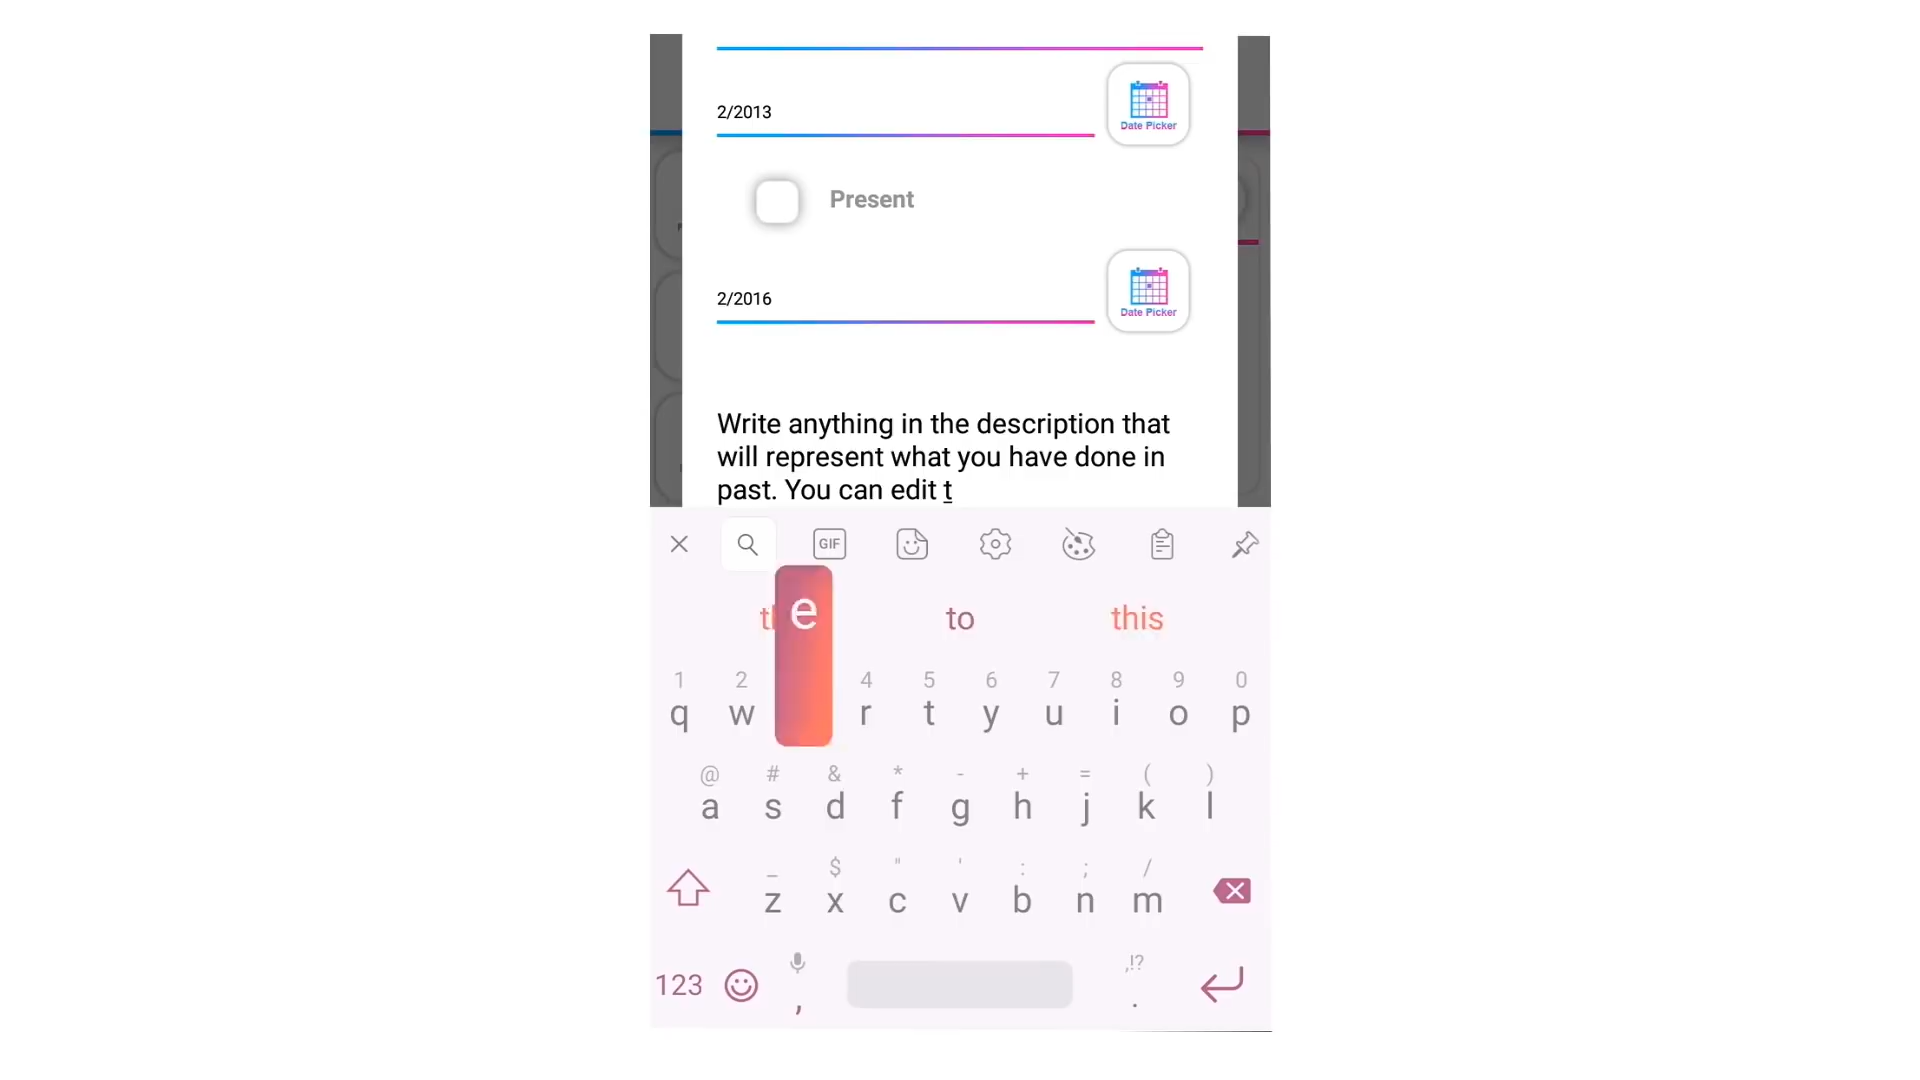 2/2013
Date Picker
Present
2/2016
Date Picker
Write anything in the description that
will represent what you have done in
past. You can edit t
GIF
e
to
this
1 2 4 5 6 7 8 9 0
q w r t y u i o p
@ # & * - + = ( )
a s d f g h j k l
_ $ " ' : ; /
z x c v b n m
123 , ,!? .